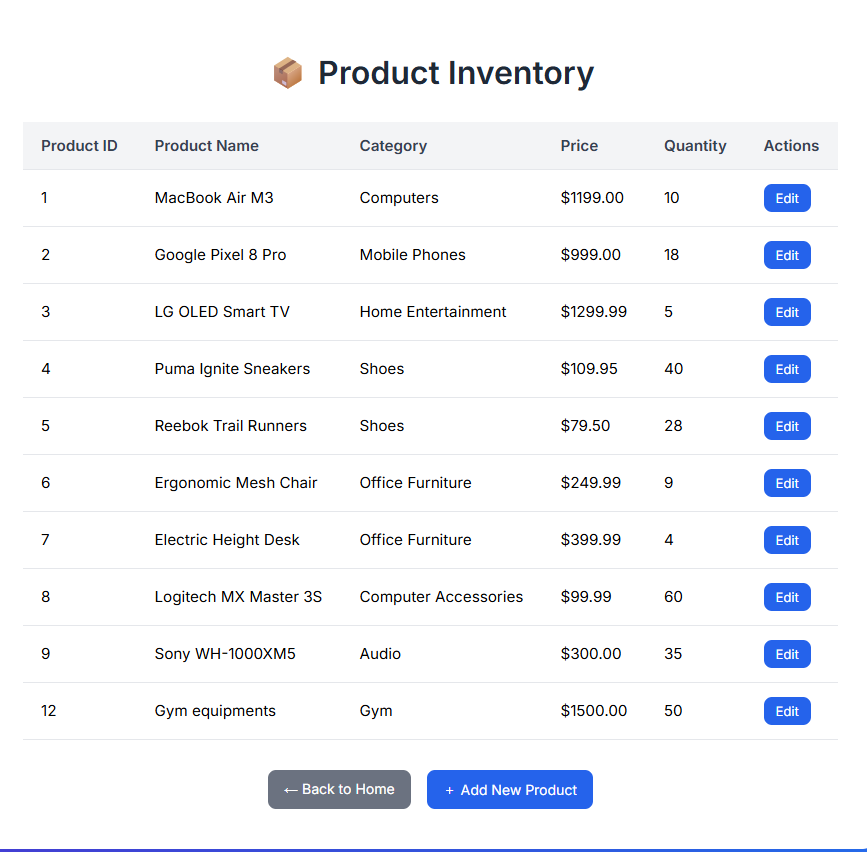 Product Inventory
Product ID Product Name Category Price Quantity Actions
1 MacBook Air M3 Computers $1199.00 10 Edit
2 Google Pixel 8 Pro Mobile Phones $999.00 18 Edit
3 LG OLED Smart TV Home Entertainment $1299.99 5 Edit
4 Puma Ignite Sneakers Shoes $109.95 40 Edit
5 Reebok Trail Runners Shoes $79.50 28 Edit
6 Ergonomic Mesh Chair Office Furniture $249.99 9 Edit
7 Electric Height Desk Office Furniture $399.99 4 Edit
8 Logitech MX Master 3S Computer Accessories $99.99 60 Edit
9 Sony WH-1000XM5 Audio $300.00 35 Edit
12 Gym equipments Gym $1500.00 50 Edit
← Back to Home + Add New Product